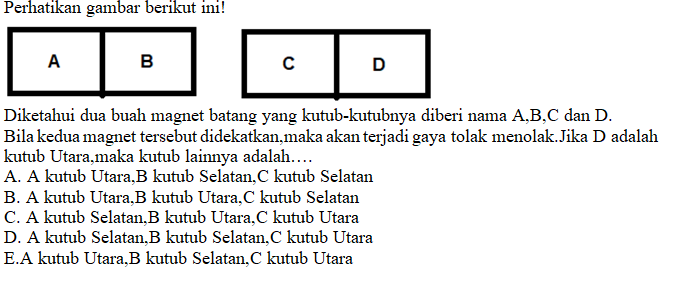 Perhatikan gambar berikut ini!
A B C D
Diketahui dua buah magnet batang yang kutub-kutubnya diberi nama A,B,C dan D.
Bila kedua magnet tersebut didekatkan,maka akan terjadi gaya tolak menolak.Jika D adalah
kutub Utara,maka kutub lainnya adalah….
A. A kutub Utara,B kutub Selatan,C kutub Selatan
B. A kutub Utara,B kutub Utara,C kutub Selatan
C. A kutub Selatan,B kutub Utara,C kutub Utara
D. A kutub Selatan,B kutub Selatan,C kutub Utara
E.A kutub Utara,B kutub Selatan,C kutub Utara